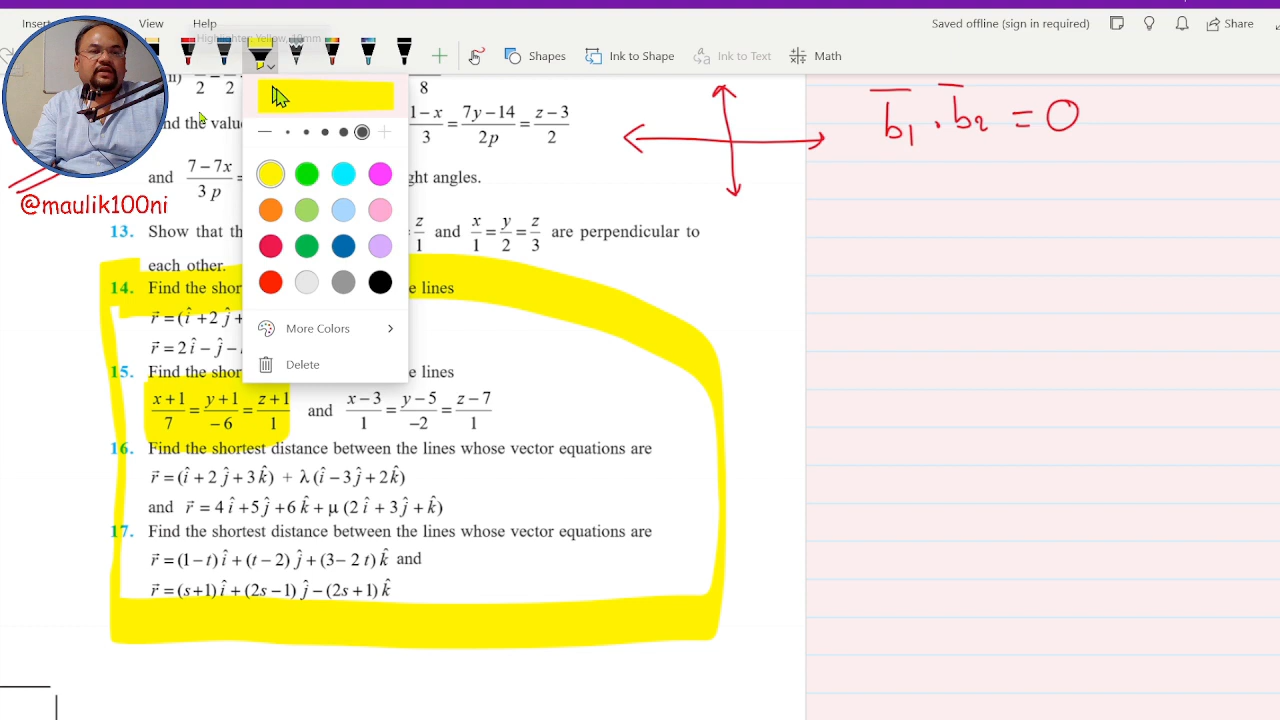 View Help Saved offline (sign in required) Share
Highlighter: Yellow, 10mm
Shapes Ink to Shape Ink to Text Math
2 − 2 8
nd the valu 1−x/3 = 7y−14/2p = z−3/2
b̅₁ . b̅₂ = 0
and 7−7x/3p = ght angles.
@maulik100ni
13. Show that th = z/1 and x/1 = y/2 = z/3 are perpendicular to
each other.
14. Find the shor e lines
r⃗ = (î + 2ĵ +
r⃗ = 2î − ĵ −
15. Find the shor e lines
x+1/7 = y+1/−6 = z+1/1 and x−3/1 = y−5/−2 = z−7/1
16. Find the shortest distance between the lines whose vector equations are
r⃗ = (î + 2ĵ + 3k̂) + λ(î − 3ĵ + 2k̂)
and r⃗ = 4î + 5ĵ + 6k̂ + μ(2î + 3ĵ + k̂)
17. Find the shortest distance between the lines whose vector equations are
r⃗ = (1−t)î + (t−2)ĵ + (3−2t)k̂ and
r⃗ = (s+1)î + (2s−1)ĵ − (2s+1)k̂
More Colors
Delete